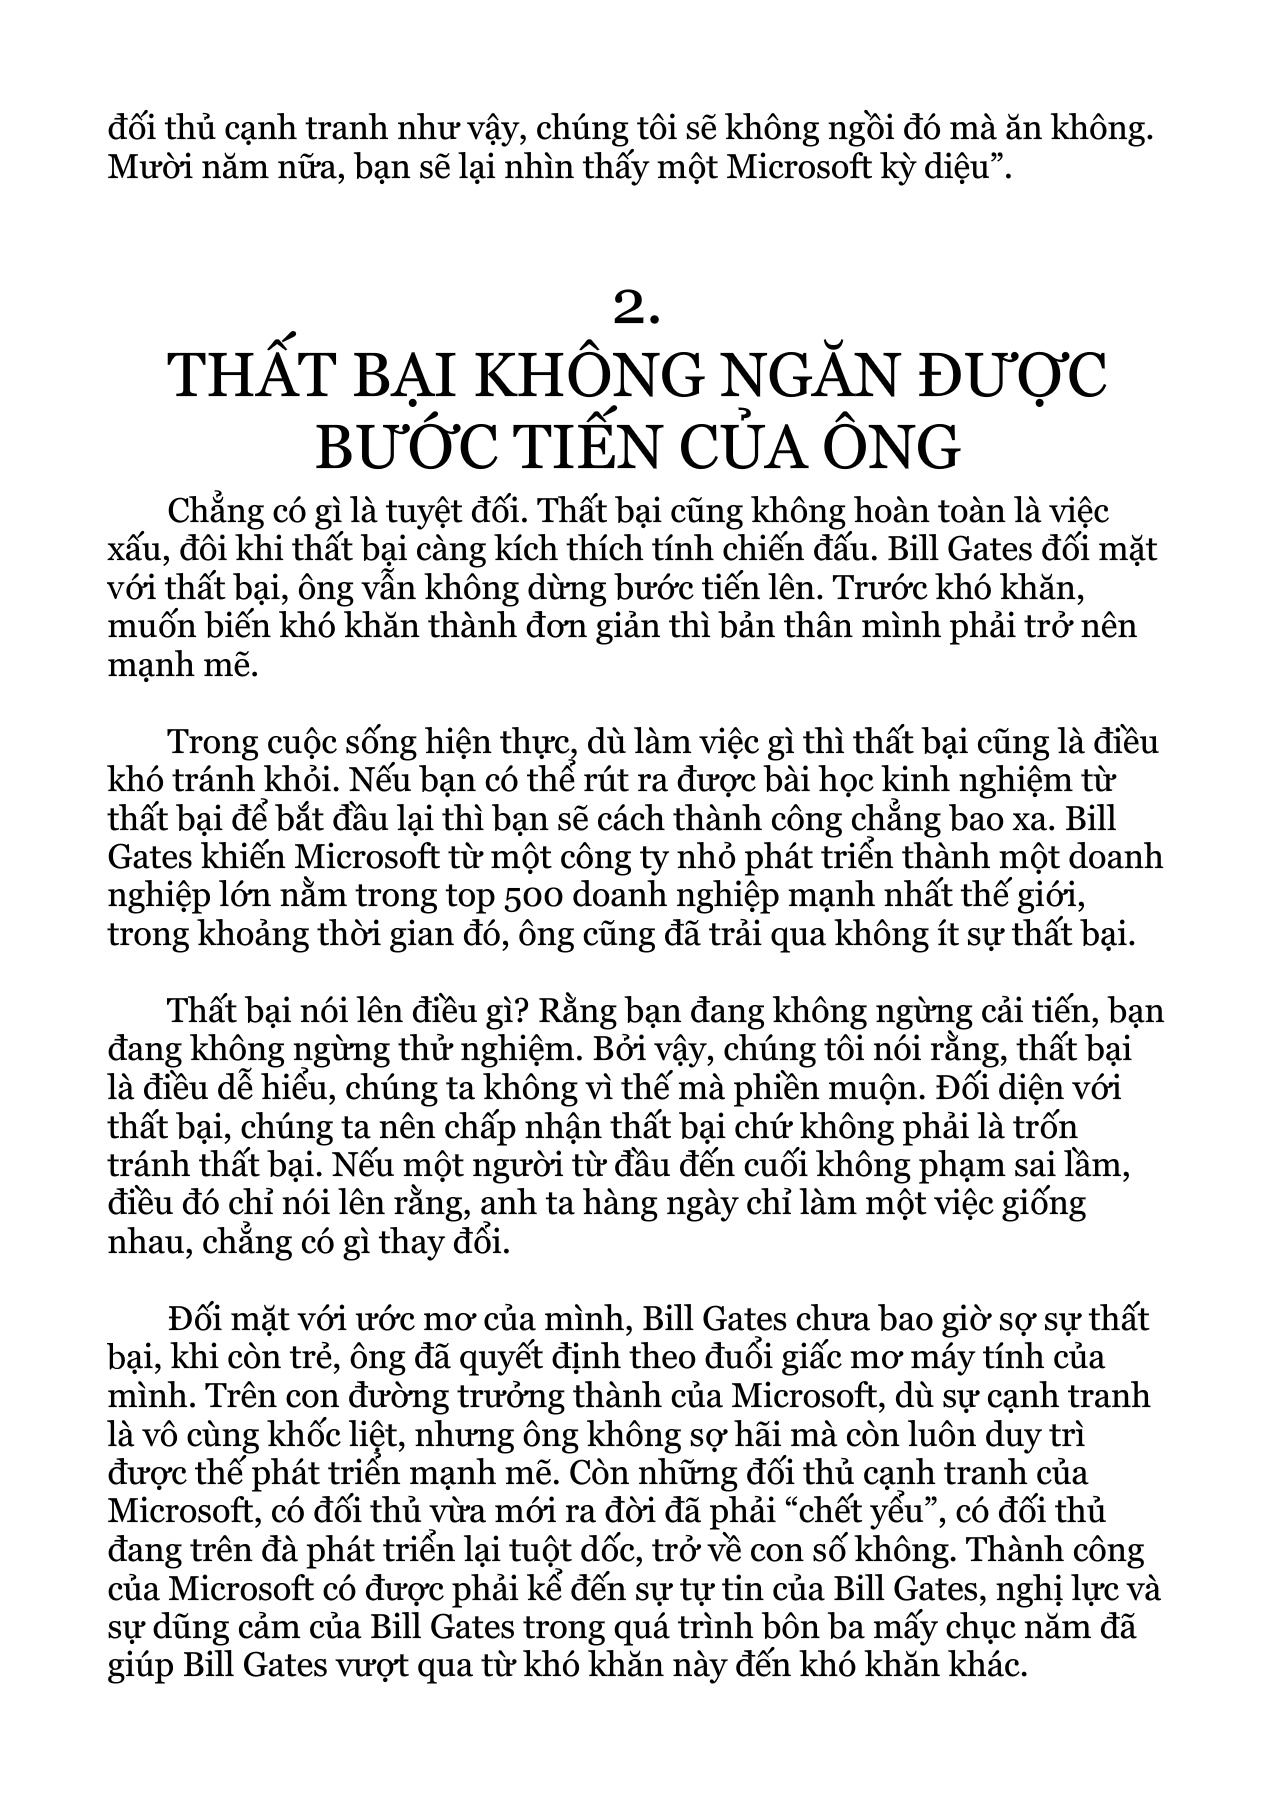 đối thủ cạnh tranh như vậy, chúng tôi sẽ không ngồi đó mà ăn không.
Mười năm nữa, bạn sẽ lại nhìn thấy một Microsoft kỳ diệu”.
2.
THẤT BẠI KHÔNG NGĂN ĐƯỢC
BƯỚC TIẾN CỦA ÔNG
Chẳng có gì là tuyệt đối. Thất bại cũng không hoàn toàn là việc
xấu, đôi khi thất bại càng kích thích tính chiến đấu. Bill Gates đối mặt
với thất bại, ông vẫn không dừng bước tiến lên. Trước khó khăn,
muốn biến khó khăn thành đơn giản thì bản thân mình phải trở nên
mạnh mẽ.
Trong cuộc sống hiện thực, dù làm việc gì thì thất bại cũng là điều
khó tránh khỏi. Nếu bạn có thể rút ra được bài học kinh nghiệm từ
thất bại để bắt đầu lại thì bạn sẽ cách thành công chẳng bao xa. Bill
Gates khiến Microsoft từ một công ty nhỏ phát triển thành một doanh
nghiệp lớn nằm trong top 500 doanh nghiệp mạnh nhất thế giới,
trong khoảng thời gian đó, ông cũng đã trải qua không ít sự thất bại.
Thất bại nói lên điều gì? Rằng bạn đang không ngừng cải tiến, bạn
đang không ngừng thử nghiệm. Bởi vậy, chúng tôi nói rằng, thất bại
là điều dễ hiểu, chúng ta không vì thế mà phiền muộn. Đối diện với
thất bại, chúng ta nên chấp nhận thất bại chứ không phải là trốn
tránh thất bại. Nếu một người từ đầu đến cuối không phạm sai lầm,
điều đó chỉ nói lên rằng, anh ta hàng ngày chỉ làm một việc giống
nhau, chẳng có gì thay đổi.
Đối mặt với ước mơ của mình, Bill Gates chưa bao giờ sợ sự thất
bại, khi còn trẻ, ông đã quyết định theo đuổi giấc mơ máy tính của
mình. Trên con đường trưởng thành của Microsoft, dù sự cạnh tranh
là vô cùng khốc liệt, nhưng ông không sợ hãi mà còn luôn duy trì
được thế phát triển mạnh mẽ. Còn những đối thủ cạnh tranh của
Microsoft, có đối thủ vừa mới ra đời đã phải “chết yểu”, có đối thủ
đang trên đà phát triển lại tuột dốc, trở về con số không. Thành công
của Microsoft có được phải kể đến sự tự tin của Bill Gates, nghị lực và
sự dũng cảm của Bill Gates trong quá trình bôn ba mấy chục năm đã
giúp Bill Gates vượt qua từ khó khăn này đến khó khăn khác.